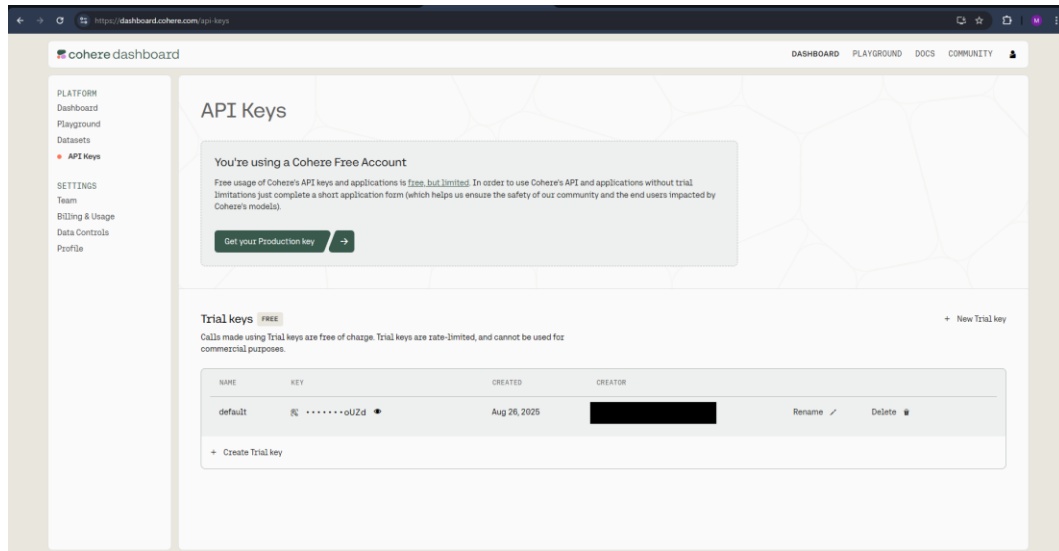 https://dashboard.cohere.com/api-keys
M
cohere dashboard
DASHBOARD PLAYGROUND DOCS COMMUNITY
PLATFORM
Dashboard
Playground
Datasets
API Keys
SETTINGS
Team
Billing & Usage
Data Controls
Profile
API Keys
You're using a Cohere Free Account
Free usage of Cohere's API keys and applications is free, but limited. In order to use Cohere's API and applications without trial
limitations just complete a short application form (which helps us ensure the safety of our community and the end users impacted by
Cohere's models).
Get your Production key →
Trial keys FREE
+ New Trial key
Calls made using Trial keys are free of charge. Trial keys are rate-limited, and cannot be used for
commercial purposes.
NAME KEY CREATED CREATOR
default •••••••oUZd Aug 26, 2025 Rename Delete
+ Create Trial key